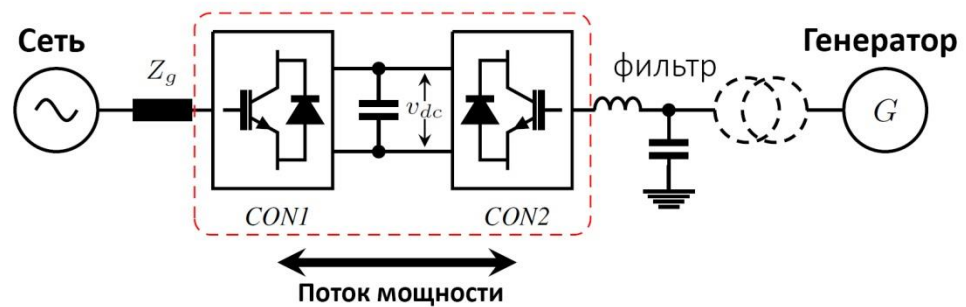 Сеть
Z_g
CON1
v_dc
CON2
фильтр
Генератор
G
Поток мощности